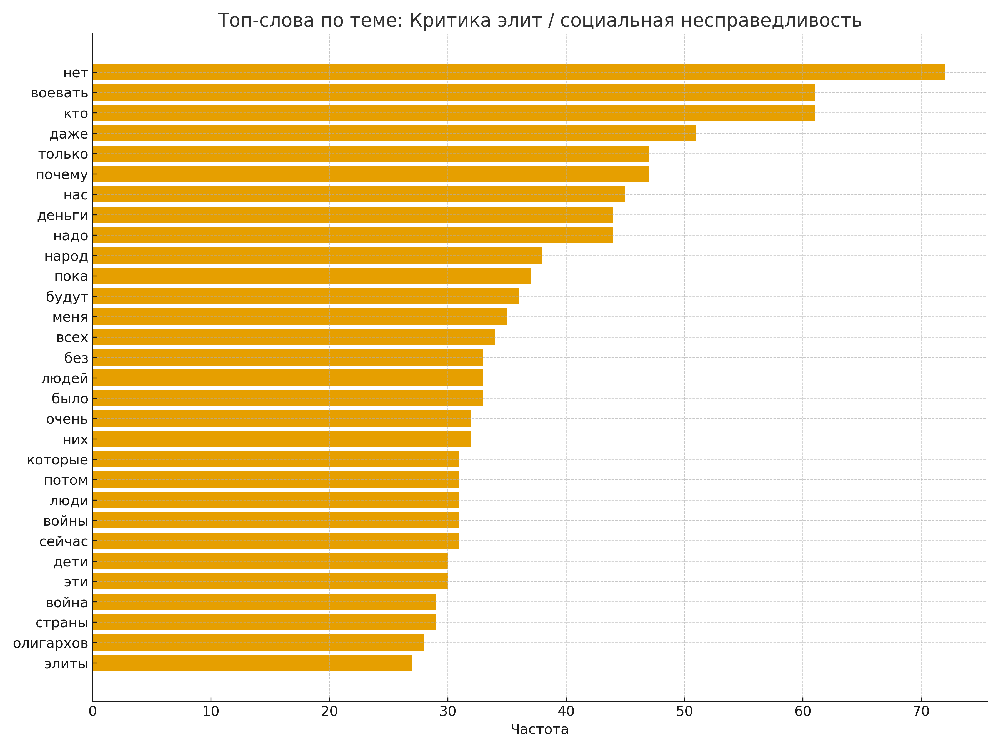 Топ-слова по теме: Критика элит / социальная несправедливость
нет
воевать
кто
даже
только
почему
нас
деньги
надо
народ
пока
будут
меня
всех
без
людей
было
очень
них
которые
потом
люди
войны
сейчас
дети
эти
война
страны
олигархов
элиты
0 10 20 30 40 50 60 70
Частота